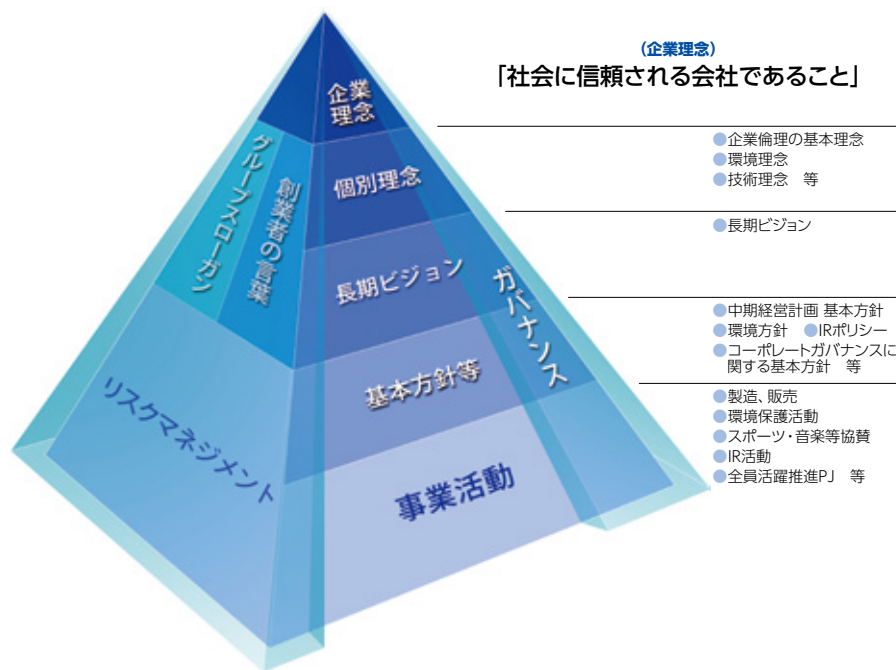 (企業理念)
「社会に信頼される会社であること」
企業
理念
グループスローガン
創業者の言葉
個別理念
長期ビジョン
基本方針等
ガバナンス
リスクマネジメント
事業活動
●企業倫理の基本理念
●環境理念
●技術理念　等
●長期ビジョン
●中期経営計画 基本方針
●環境方針　●IRポリシー
●コーポレートガバナンスに
関する基本方針　等
●製造、販売
●環境保護活動
●スポーツ・音楽等協賛
●IR活動
●全員活躍推進PJ　等